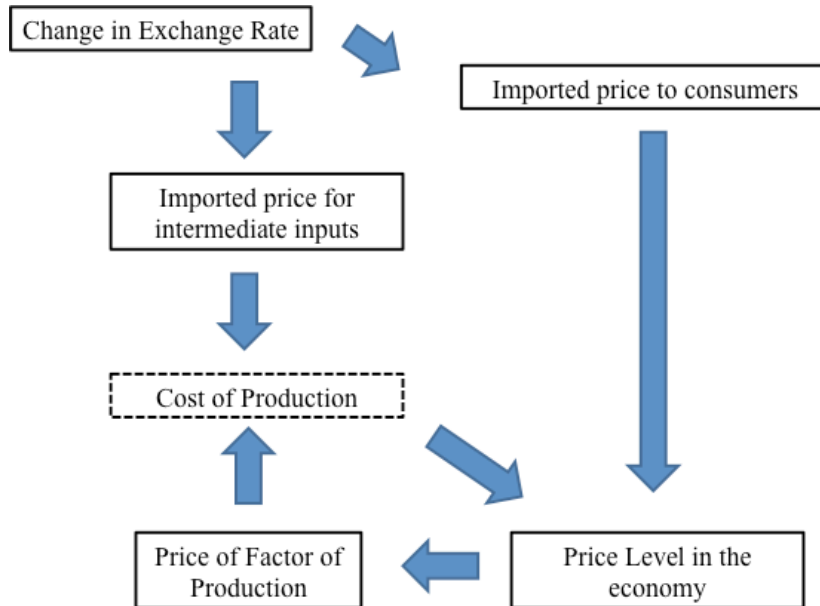 Change in Exchange Rate
Imported price to consumers
Imported price for
intermediate inputs
Cost of Production
Price of Factor of
Production
Price Level in the
economy